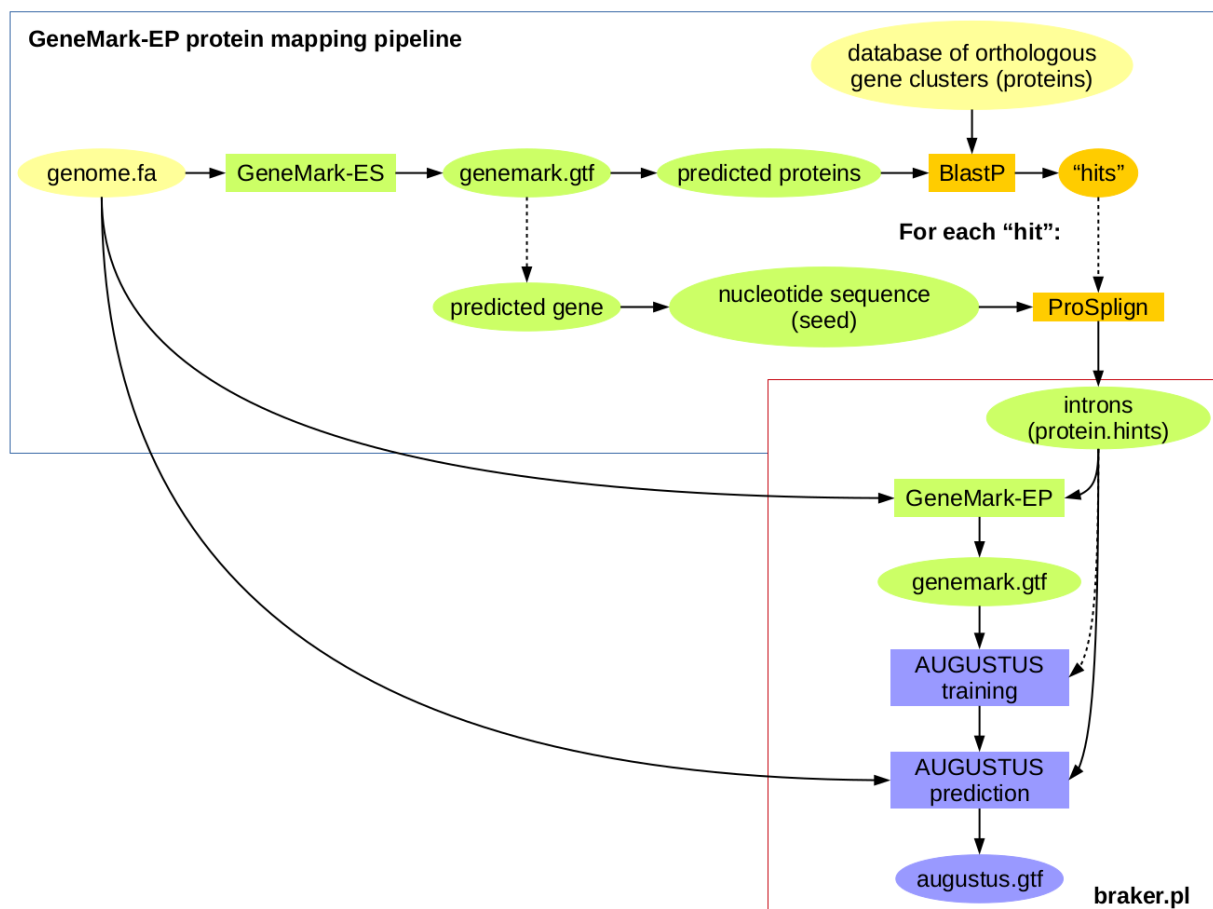 GeneMark-EP protein mapping pipeline
database of orthologous
gene clusters (proteins)
genome.fa
GeneMark-ES
genemark.gtf
predicted proteins
BlastP
“hits”
For each “hit”:
predicted gene
nucleotide sequence
(seed)
ProSplign
introns
(protein.hints)
GeneMark-EP
genemark.gtf
AUGUSTUS
training
AUGUSTUS
prediction
augustus.gtf
braker.pl